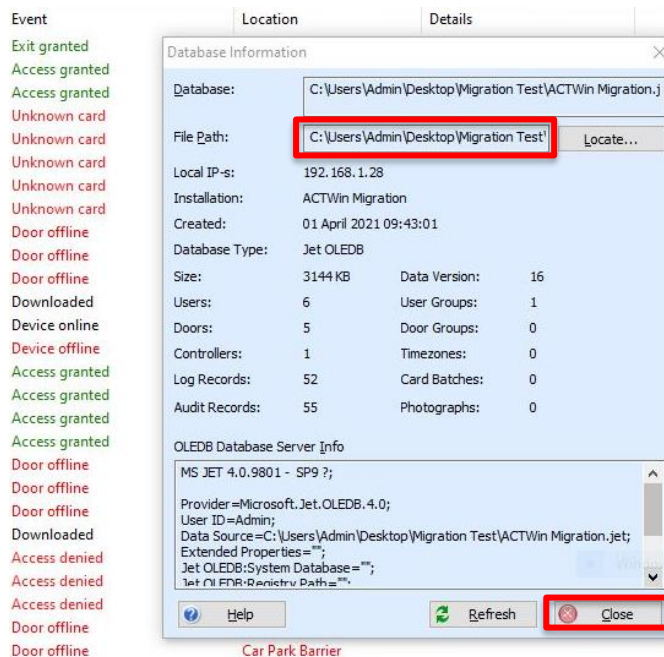 Event Location Details
Exit granted
Access granted
Access granted
Unknown card
Unknown card
Unknown card
Unknown card
Unknown card
Door offline
Door offline
Door offline
Downloaded
Device online
Device offline
Access granted
Access granted
Access granted
Access granted
Door offline
Door offline
Door offline
Downloaded
Access denied
Access denied
Access denied
Door offline
Door offline Car Park Barrier
Database Information
Database: C:\Users\Admin\Desktop\Migration Test\ACTWin Migration.j
File Path: C:\Users\Admin\Desktop\Migration Test\ Locate...
Local IP-s: 192.168.1.28
Installation: ACTWin Migration
Created: 01 April 2021 09:43:01
Database Type: Jet OLEDB
Size: 3144 KB Data Version: 16
Users: 6 User Groups: 1
Doors: 5 Door Groups: 0
Controllers: 1 Timezones: 0
Log Records: 52 Card Batches: 0
Audit Records: 55 Photographs: 0
OLEDB Database Server Info
MS JET 4.0.9801 - SP9 ?;
Provider=Microsoft.Jet.OLEDB.4.0;
User ID=Admin;
Data Source=C:\Users\Admin\Desktop\Migration Test\ACTWin Migration.jet;
Extended Properties="";
Jet OLEDB:System Database="";
Jet OLEDB:Registry Path="";
Help Refresh Close